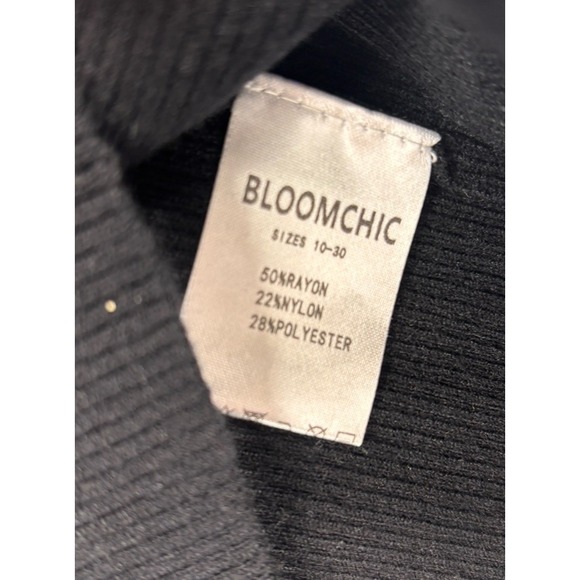 BLOOMCHIC
SIZES 10-30
50%RAYON
22%NYLON
28%POLYESTER